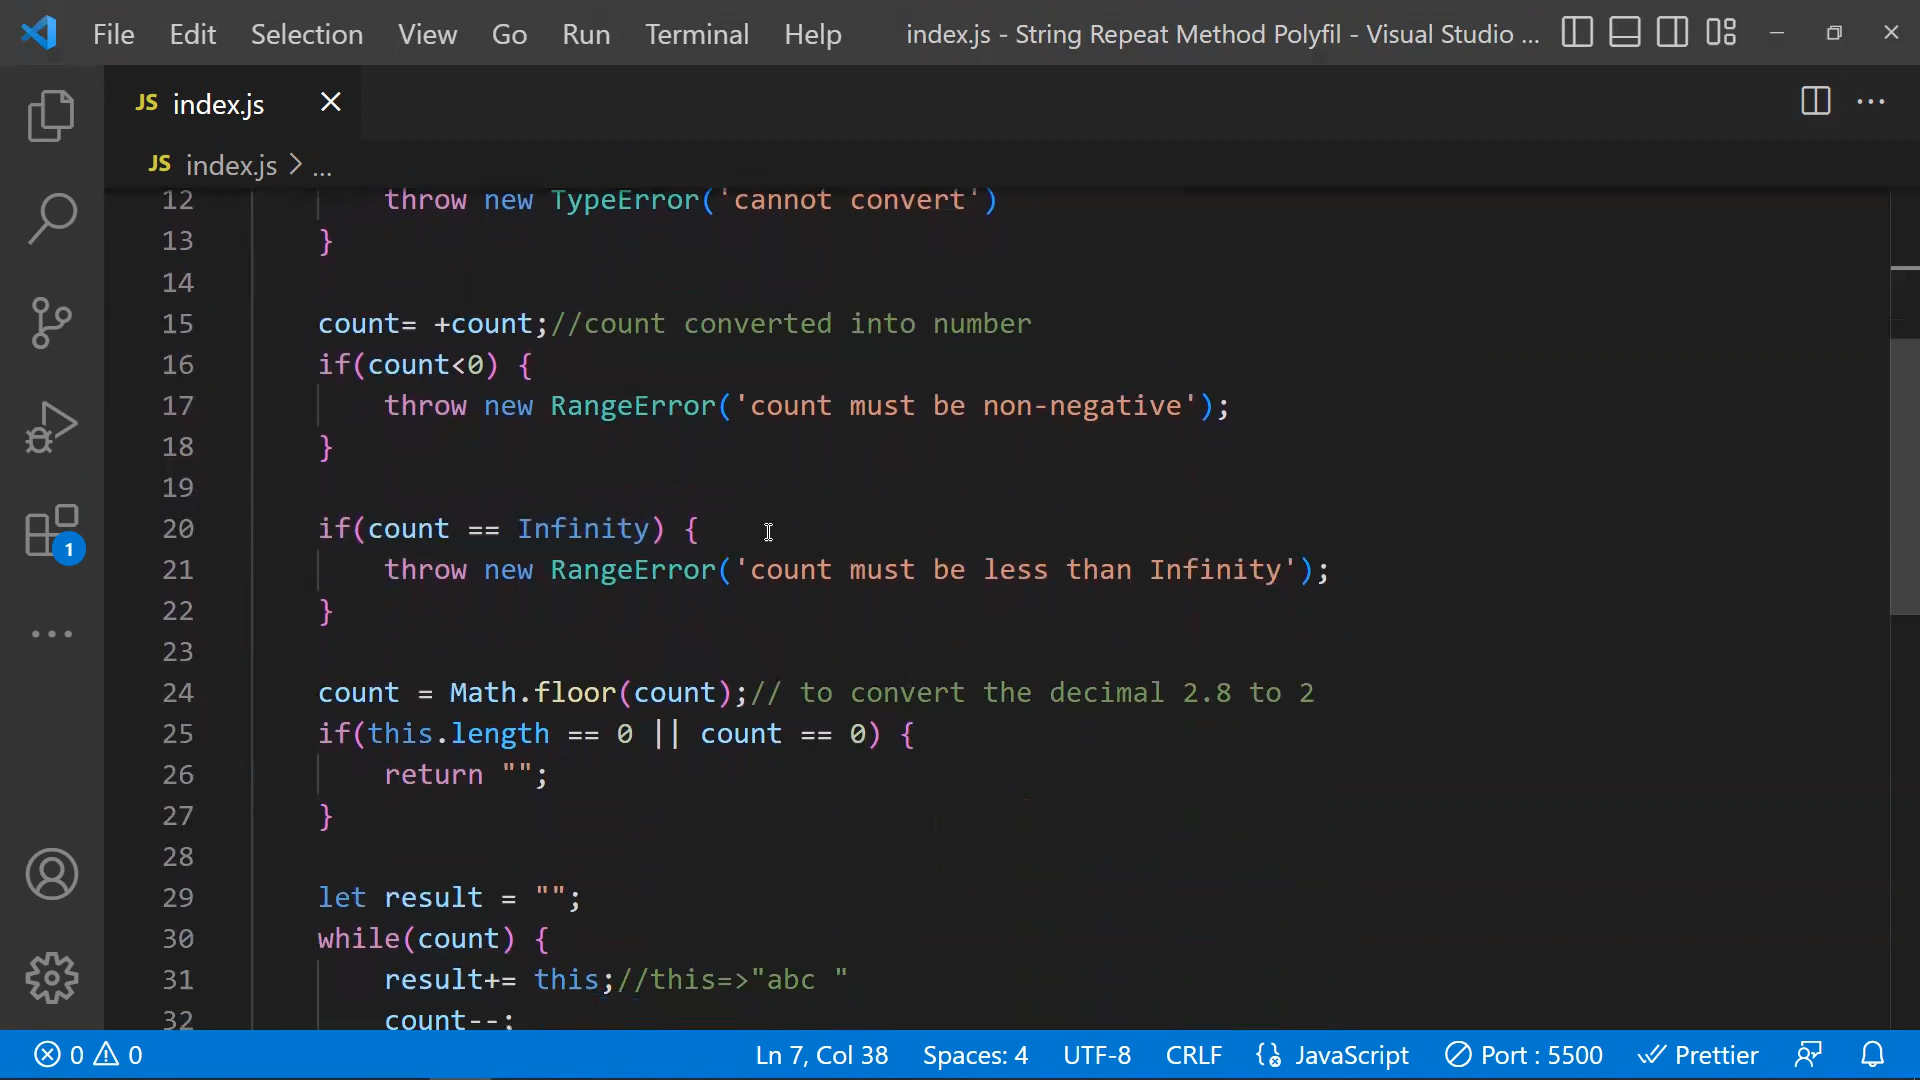 File Edit Selection View Go Run Terminal Help index.js - String Repeat Method Polyfil - Visual Studio ...
JS index.js
JS index.js > ...
12 throw new TypeError('cannot convert')
13 }
14
15 count= +count;//count converted into number
16 if(count<0) {
17 throw new RangeError('count must be non-negative');
18 }
19
20 if(count == Infinity) {
21 throw new RangeError('count must be less than Infinity');
22 }
23
24 count = Math.floor(count);// to convert the decimal 2.8 to 2
25 if(this.length == 0 || count == 0) {
26 return "";
27 }
28
29 let result = "";
30 while(count) {
31 result+= this;//this=>"abc "
32 count--;
1
0 0 Ln 7, Col 38 Spaces: 4 UTF-8 CRLF JavaScript Port : 5500 Prettier